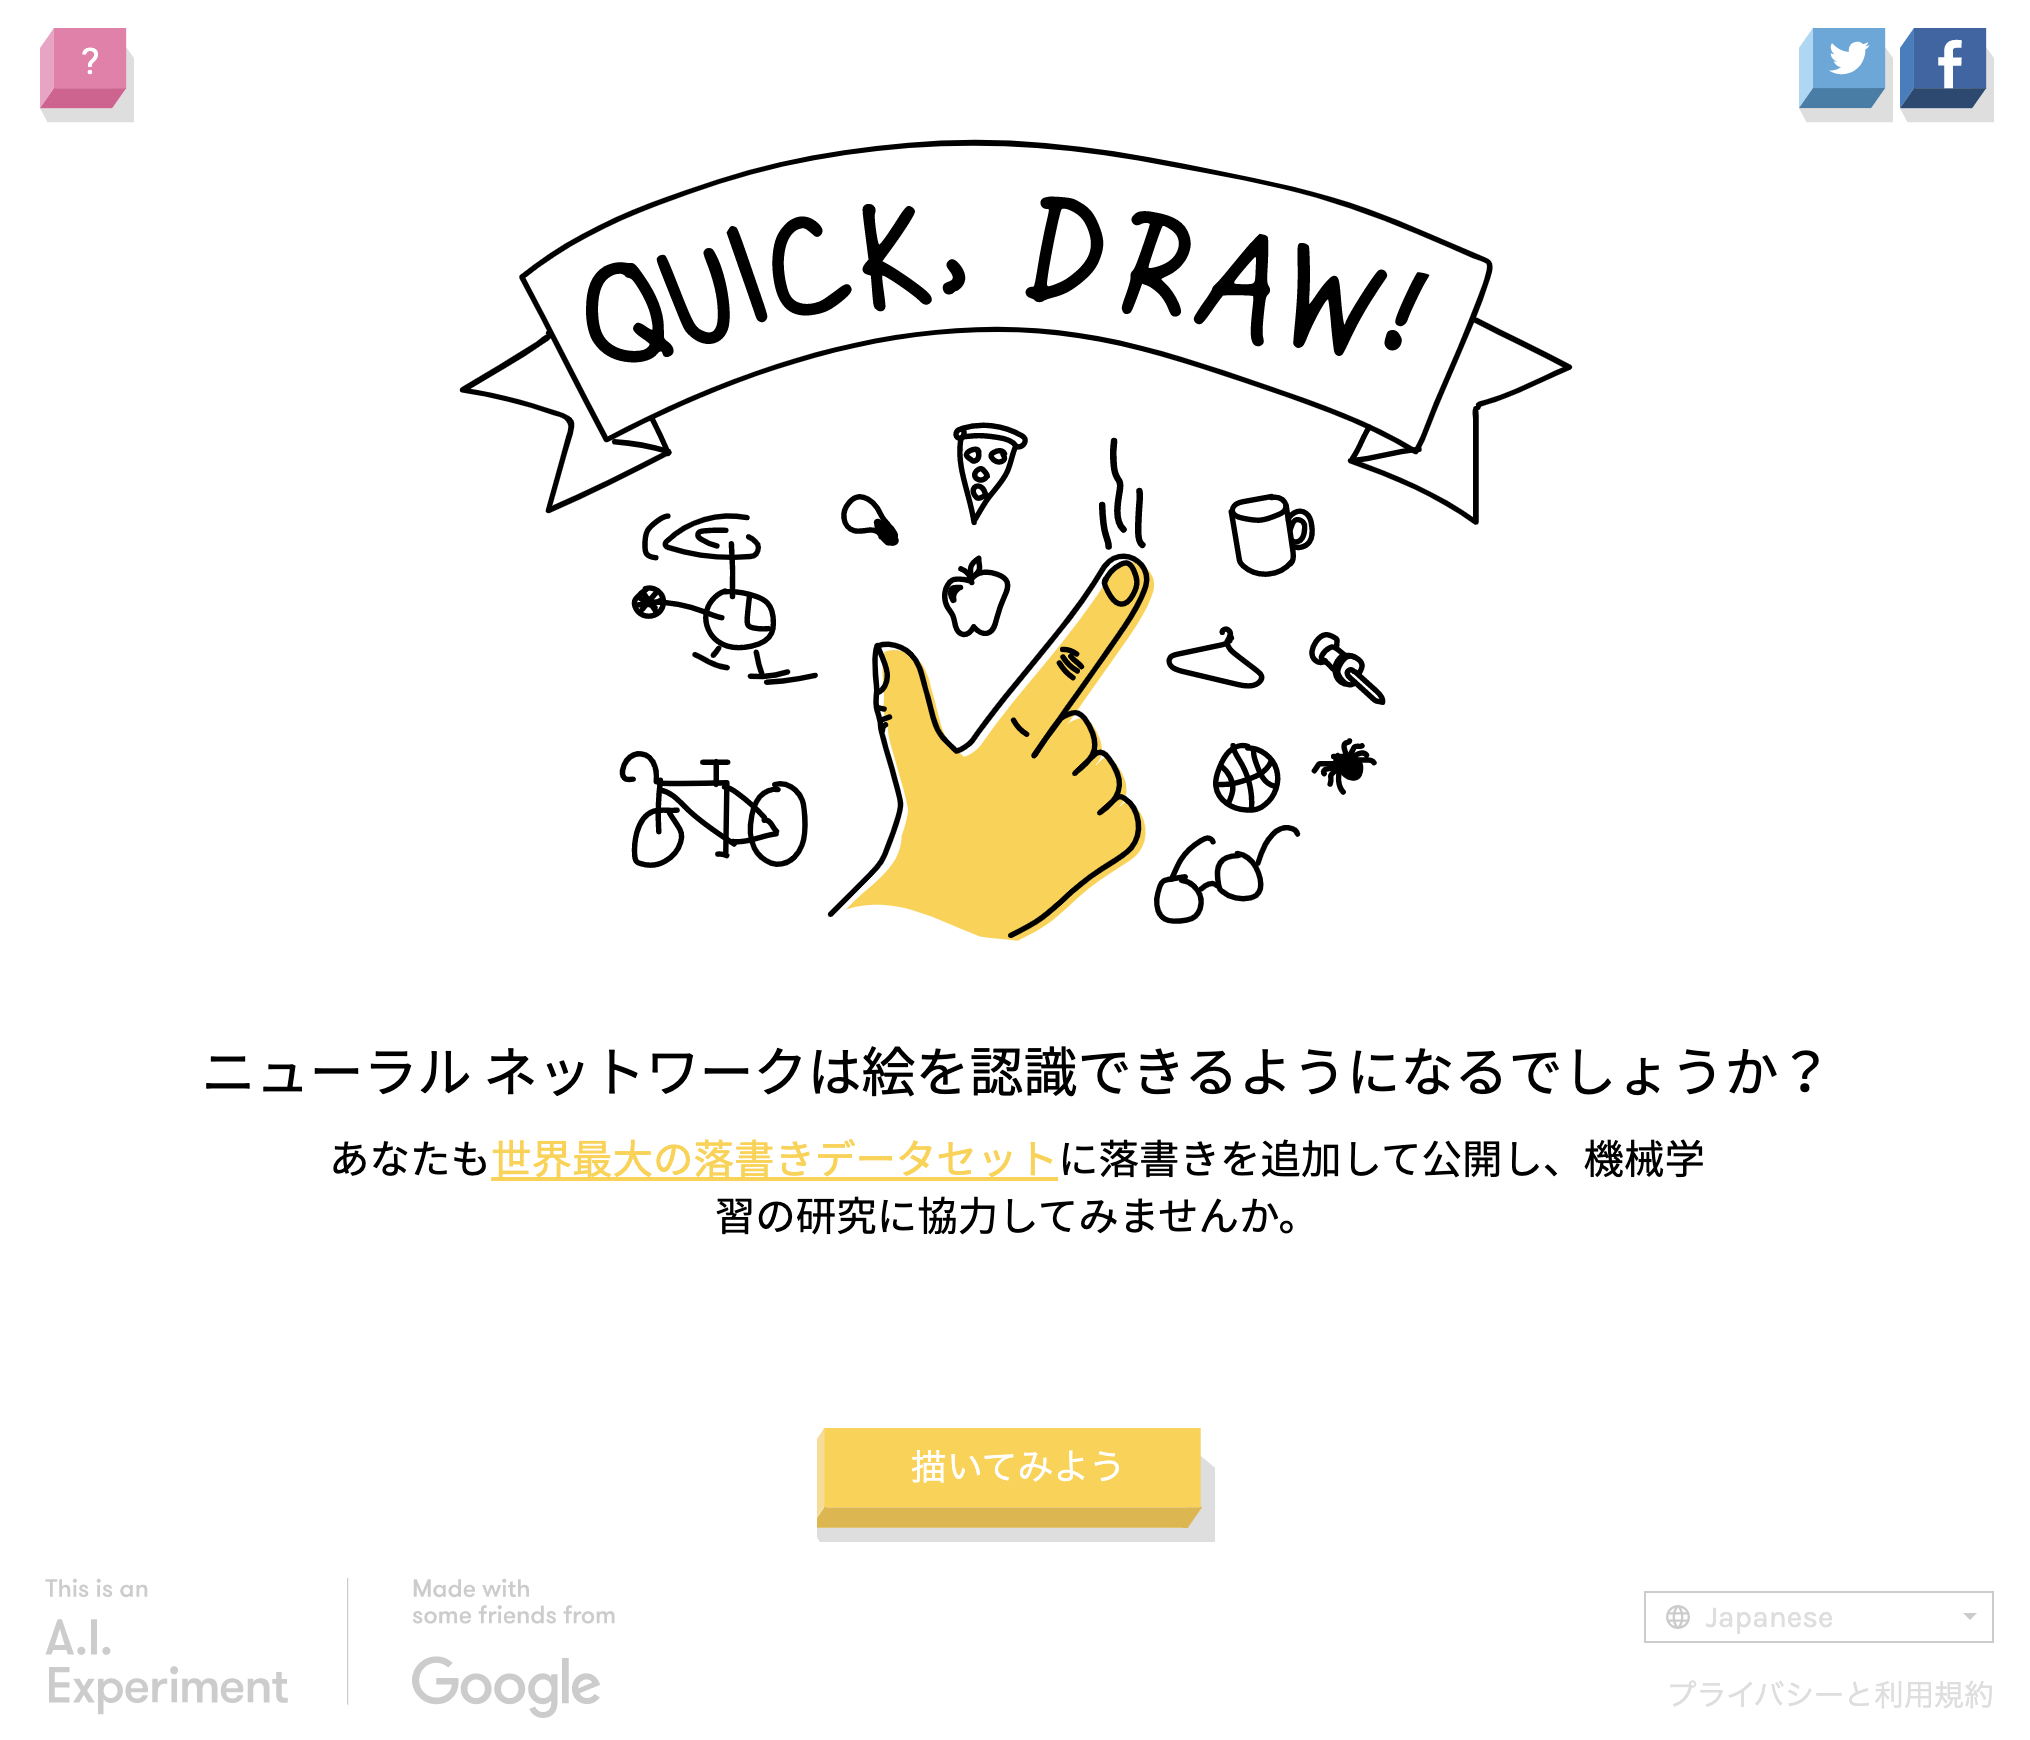 ?
QUICK, DRAW!
ニューラル ネットワークは絵を認識できるようになるでしょうか？
あなたも世界最大の落書きデータセットに落書きを追加して公開し、機械学
習の研究に協力してみませんか。
描いてみよう
This is an
A.I.
Experiment
Made with
some friends from
Google
Japanese
プライバシーと利用規約